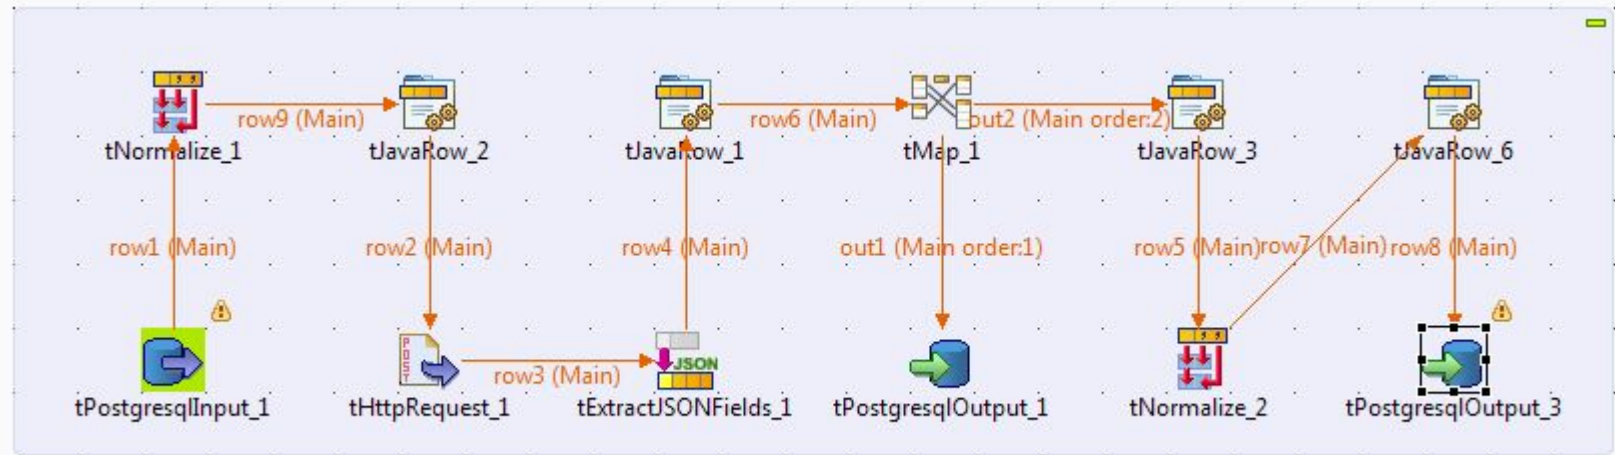 row9 (Main)
row6 (Main)
out2 (Main order:2)
tNormalize_1
tJavaRow_2
tJavaRow_1
tMap_1
tJavaRow_3
tJavaRow_6
row1 (Main)
row2 (Main)
row4 (Main)
out1 (Main order:1)
row5 (Main)
row7 (Main)
row8 (Main)
POST
JSON
row3 (Main)
tPostgresqlInput_1
tHttpRequest_1
tExtractJSONFields_1
tPostgresqlOutput_1
tNormalize_2
tPostgresqlOutput_3